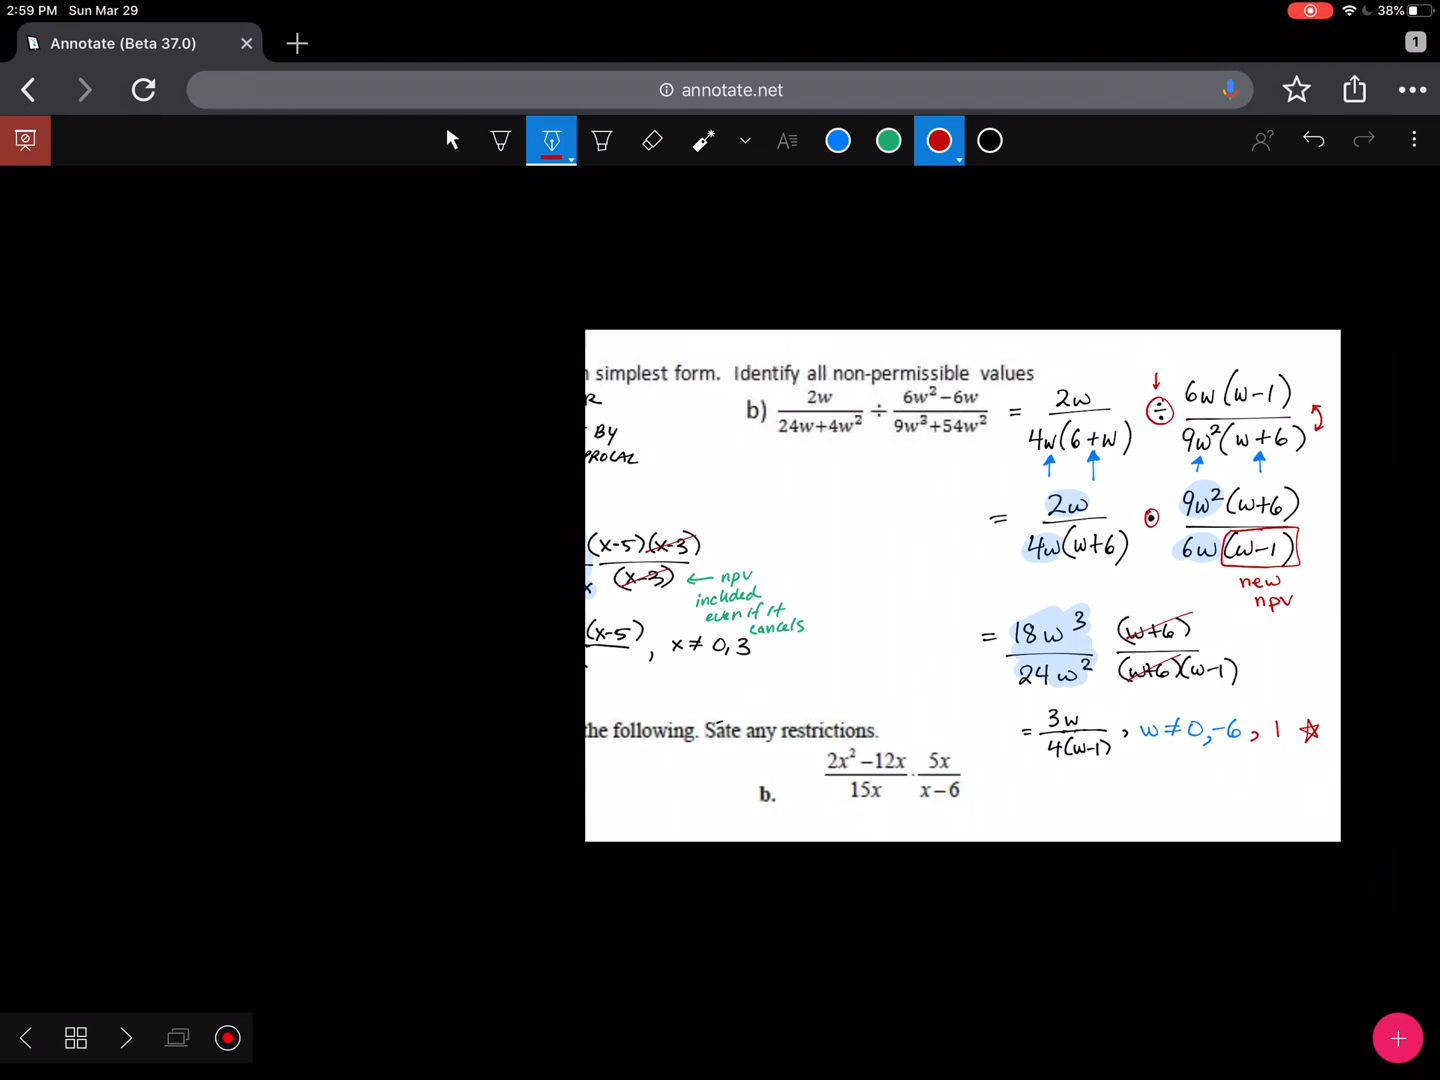 2:59 PM Sun Mar 29
38%
Annotate (Beta 37.0)
1
annotate.net
simplest form. Identify all non-permissible values
BY
b) 2w / 24w+4w² ÷ 6w²−6w / 9w³+54w² = 2w / 4w(6+w) ÷ 6w(w−1) / 9w²(w+6)
= 2w / 4w(w+6) • 9w²(w+6) / 6w(w−1)
new
npv
(x-5)(x-3) / x (x-3) ← npv
included
even if it
cancels
(x-5) , x ≠ 0, 3
= 18w³ / 24w² (w+6) / (w+6)(w−1)
= 3w / 4(w−1) , w ≠ 0, -6, 1
the following. Sate any restrictions.
b. 2x² −12x / 15x · 5x / x−6